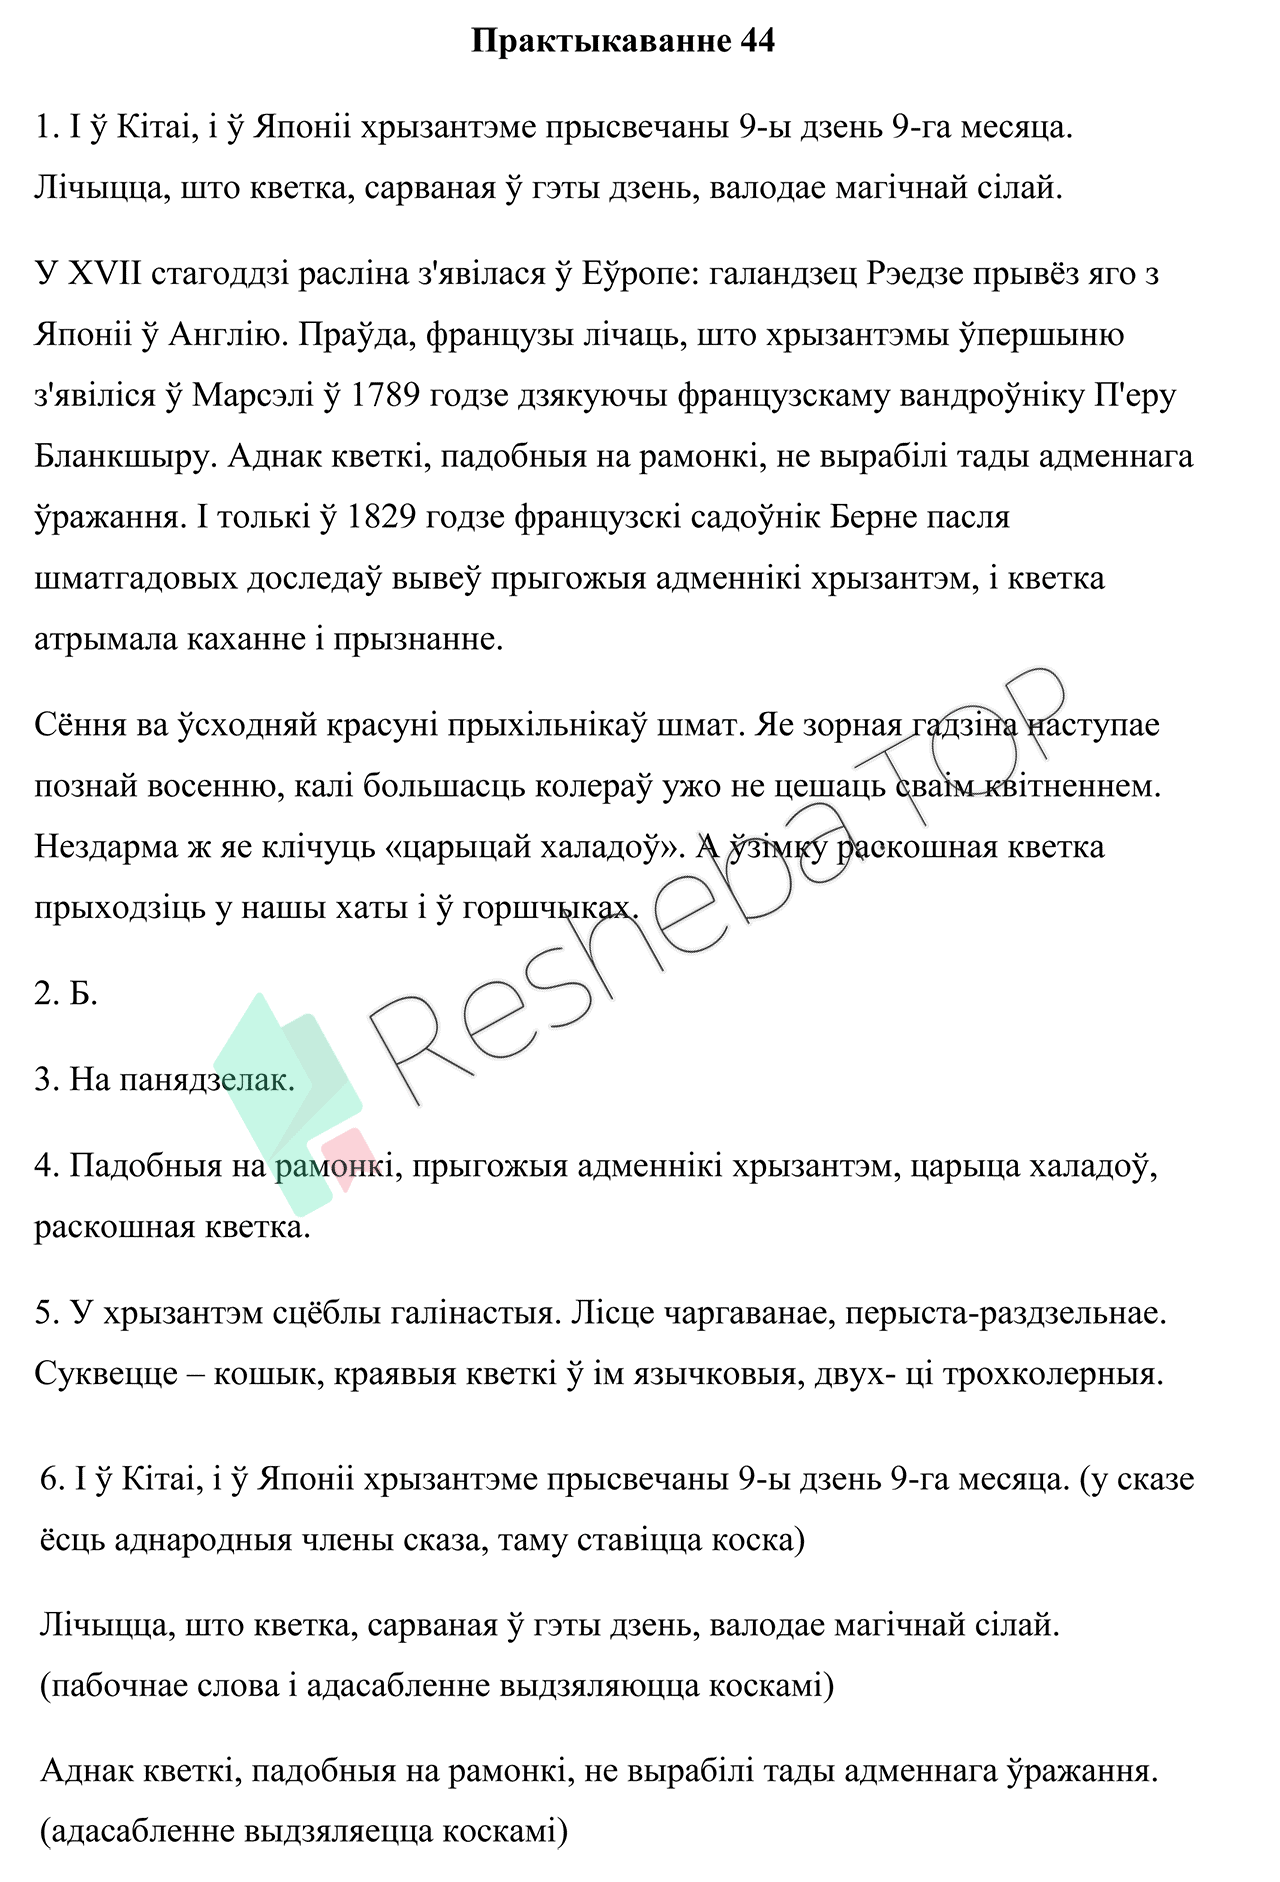 Практыкаванне 44
1. І ў Кітаі, і ў Японіі хрызантэме прысвечаны 9-ы дзень 9-га месяца.
Лічыцца, што кветка, сарваная ў гэты дзень, валодае магічнай сілай.
У XVII стагоддзі расліна з'явілася ў Еўропе: галандзец Рэедзе прывёз яго з
Японіі ў Англію. Праўда, французы лічаць, што хрызантэмы ўпершыню
з'явіліся ў Марсэлі ў 1789 годзе дзякуючы французскаму вандроўніку П'еру
Бланкшыру. Аднак кветкі, падобныя на рамонкі, не вырабілі тады адменнага
ўражання. І толькі ў 1829 годзе французскі садоўнік Берне пасля
шматгадовых доследаў вывеў прыгожыя адменнікі хрызантэм, і кветка
атрымала каханне і прызнанне.
Сёння ва ўсходняй красуні прыхільнікаў шмат. Яе зорная гадзіна наступае
познай восенню, калі большасць колераў ужо не цешаць сваім квітненнем.
Нездарма ж яе клічуць «царыцай халадоў». А ўзімку раскошная кветка
прыходзіць у нашы хаты і ў горшчыках.
Resheba TOP
2. Б.
3. На панядзелак.
4. Падобныя на рамонкі, прыгожыя адменнікі хрызантэм, царыца халадоў,
раскошная кветка.
5. У хрызантэм сцёблы галінастыя. Лісце чаргаванае, перыста-раздзельнае.
Суквецце – кошык, краявыя кветкі ў ім язычковыя, двух- ці трохколерныя.
6. І ў Кітаі, і ў Японіі хрызантэме прысвечаны 9-ы дзень 9-га месяца. (у сказе
ёсць аднародныя члены сказа, таму ставіцца коска)
Лічыцца, што кветка, сарваная ў гэты дзень, валодае магічнай сілай.
(пабочнае слова і адасабленне выдзяляюцца коскамі)
Аднак кветкі, падобныя на рамонкі, не вырабілі тады адменнага ўражання.
(адасабленне выдзяляецца коскамі)